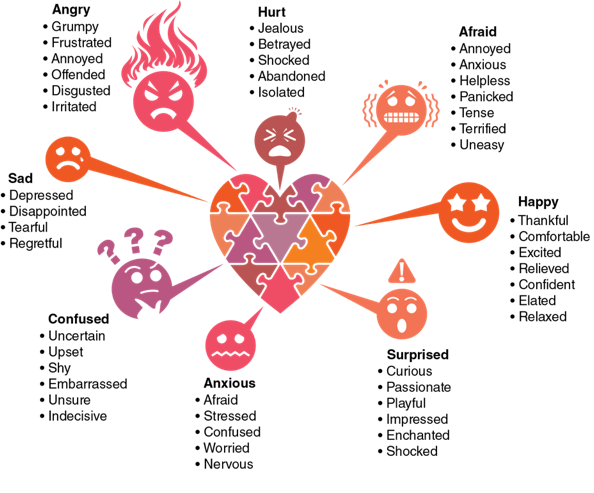 Angry
• Grumpy
• Frustrated
• Annoyed
• Offended
• Disgusted
• Irritated
Hurt
• Jealous
• Betrayed
• Shocked
• Abandoned
• Isolated
Afraid
• Annoyed
• Anxious
• Helpless
• Panicked
• Tense
• Terrified
• Uneasy
Sad
• Depressed
• Disappointed
• Tearful
• Regretful
Happy
• Thankful
• Comfortable
• Excited
• Relieved
• Confident
• Elated
• Relaxed
? ? ?
!
Confused
• Uncertain
• Upset
• Shy
• Embarrassed
• Unsure
• Indecisive
Anxious
• Afraid
• Stressed
• Confused
• Worried
• Nervous
Surprised
• Curious
• Passionate
• Playful
• Impressed
• Enchanted
• Shocked